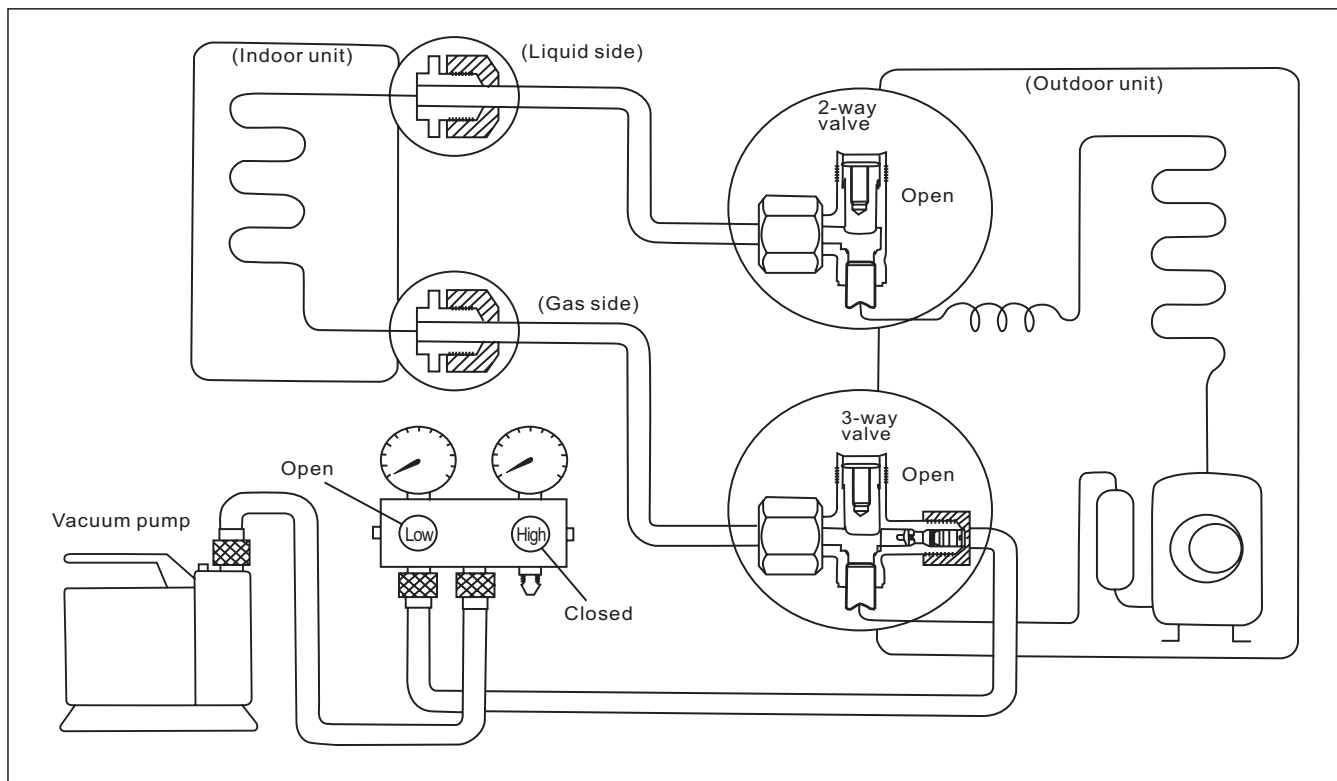 (Indoor unit)
(Liquid side)
(Outdoor unit)
2-way
valve
Open
(Gas side)
3-way
valve
Open
Open
Vacuum pump
Low
High
Closed